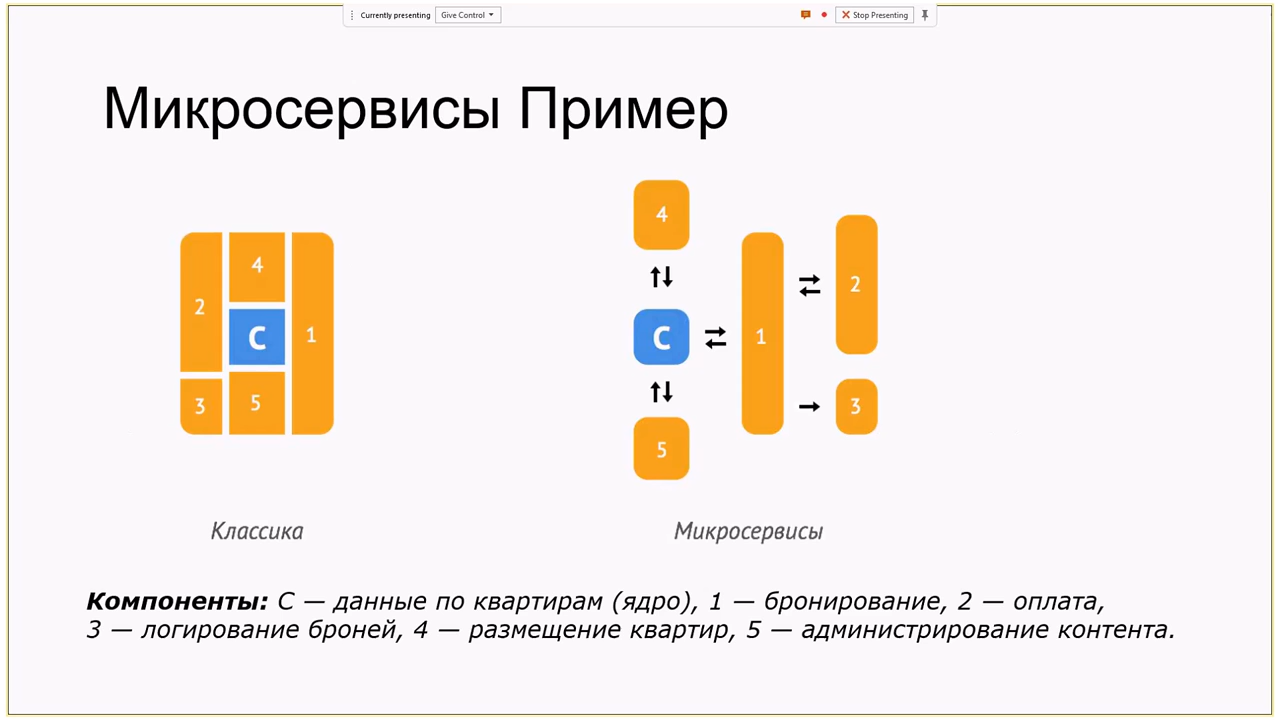 Currently presenting Give Control Stop Presenting
Микросервисы Пример
2 4 C 1 3 5
4
C 1 2
5 3
Классика
Микросервисы
Компоненты: C — данные по квартирам (ядро), 1 — бронирование, 2 — оплата,
3 — логирование броней, 4 — размещение квартир, 5 — администрирование контента.